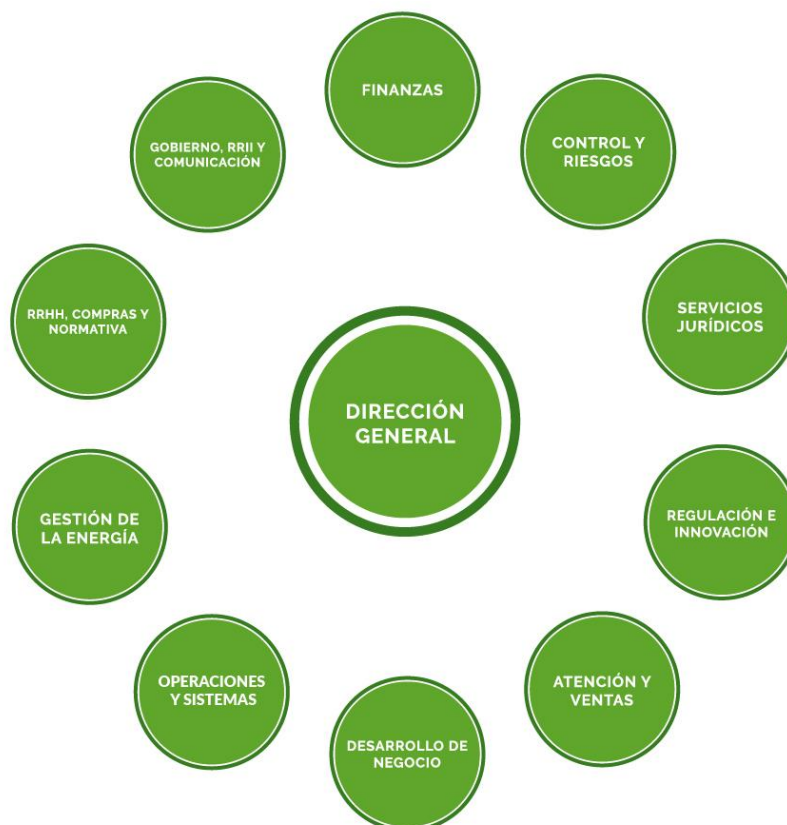 FINANZAS
GOBIERNO, RRII Y
COMUNICACIÓN
CONTROL Y
RIESGOS
RRHH, COMPRAS Y
NORMATIVA
SERVICIOS
JURÍDICOS
DIRECCIÓN
GENERAL
GESTIÓN DE
LA ENERGÍA
REGULACIÓN E
INNOVACIÓN
OPERACIONES
Y SISTEMAS
ATENCIÓN Y
VENTAS
DESARROLLO DE
NEGOCIO